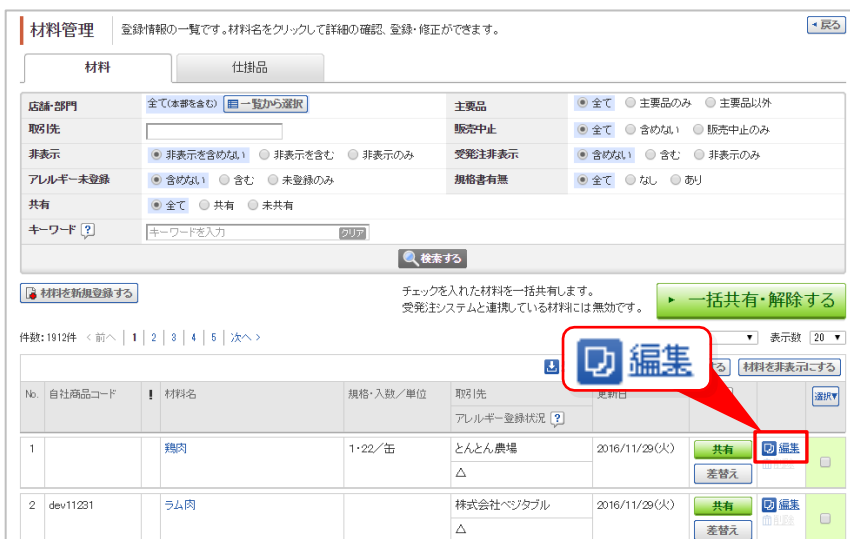 材料管理 登録情報の一覧です。材料名をクリックして詳細の確認、登録・修正ができます。 戻る
材料 仕掛品
店舗・部門 全て(本部を含む) 一覧から選択 主要品 全て 主要品のみ 主要品以外
取引先 販売中止 全て 含めない 販売中止のみ
非表示 非表示を含めない 非表示を含む 非表示のみ 受発注非表示 含めない 含む 非表示のみ
アレルギー未登録 含めない 含む 未登録のみ 規格書有無 全て なし あり
共有 全て 共有 未共有
キーワード ? キーワードを入力 クリア
検索する
材料を新規登録する チェックを入れた材料を一括共有します。
受発注システムと連携している材料には無効です。 一括共有・解除する
件数:1912件 <前へ | 1 | 2 | 3 | 4 | 5 | 次へ> 表示数 20
編集 る 材料を非表示にする
No. 自社商品コード ! 材料名 規格・入数/単位 取引先 更新日 選択▼
アレルギー登録状況 ?
1 鶏肉 1・22/缶 とんとん農場 2016/11/29(火) 共有 編集
△ 差替え 削除
2 dev11231 ラム肉 株式会社ベジタブル 2016/11/29(火) 共有 編集
△ 差替え 削除